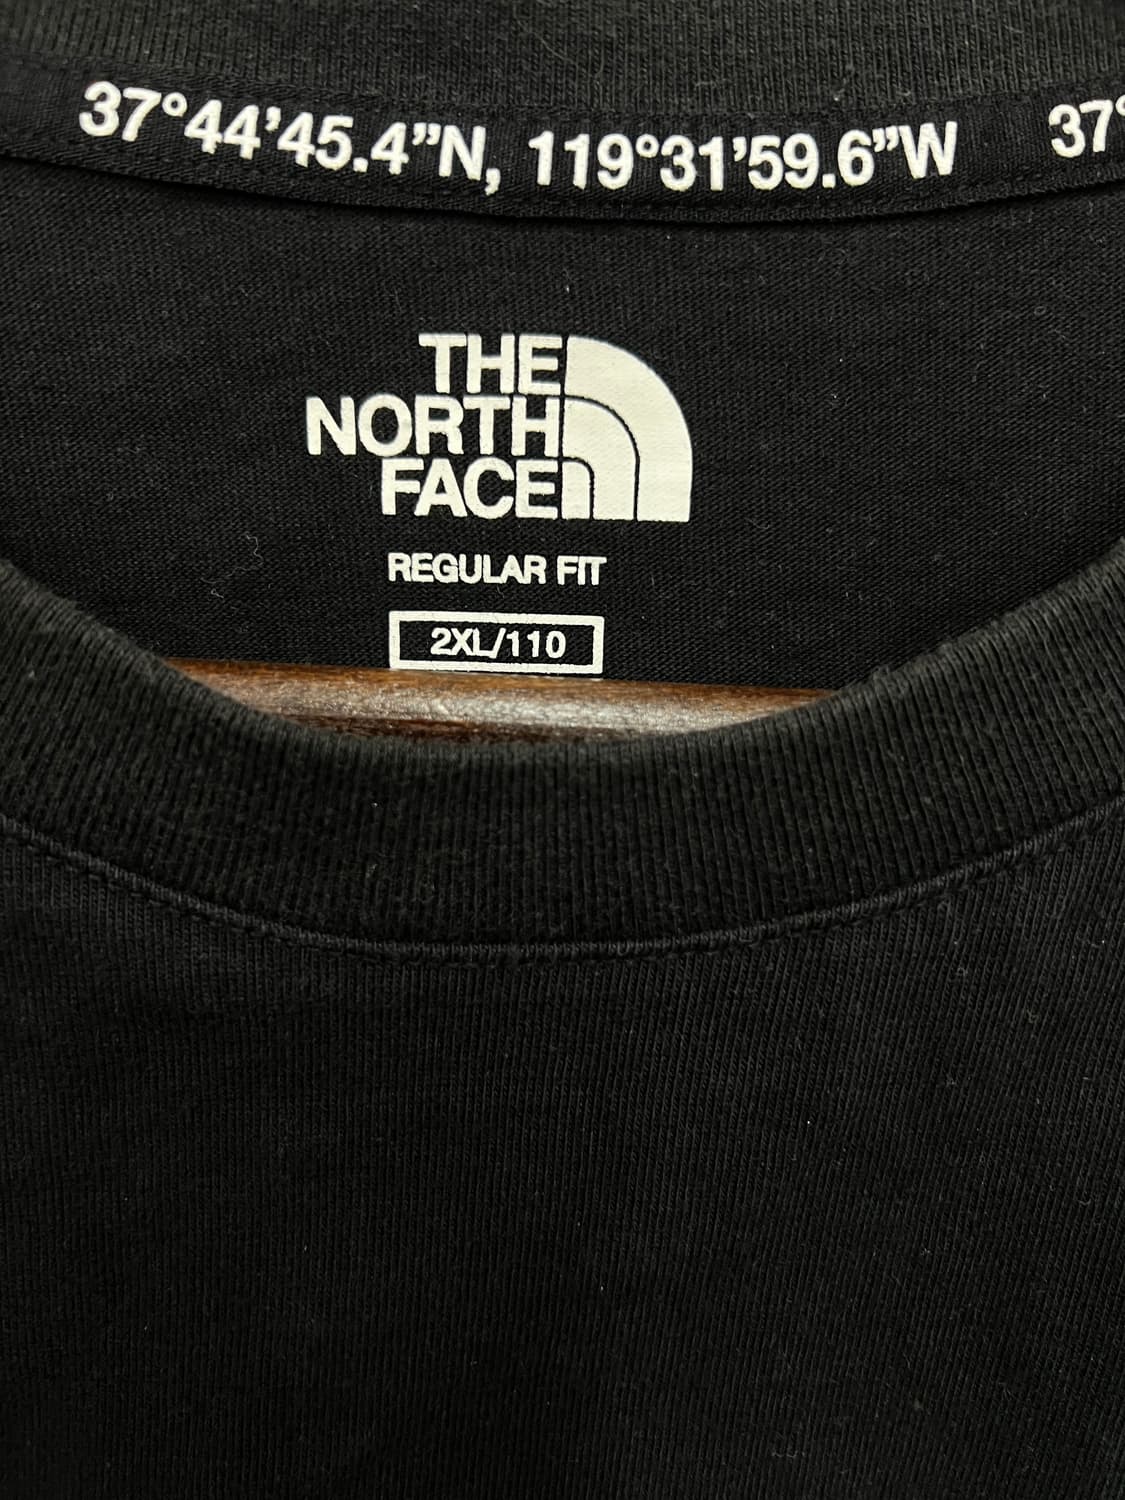 37°44’45.4”N, 119°31’59.6”W 37°
THE
NORTH
FACE
REGULAR FIT
2XL/110